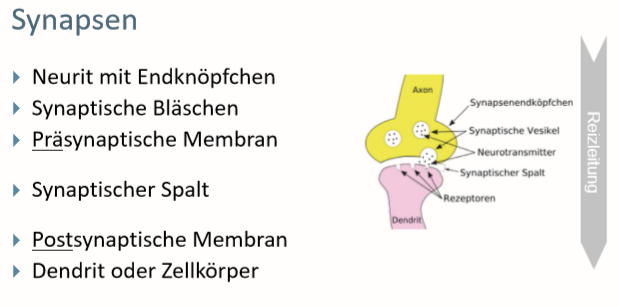 Synapsen
Neurit mit Endknöpfchen
Synaptische Bläschen
Präsynaptische Membran
Synaptischer Spalt
Postsynaptische Membran
Dendrit oder Zellkörper
Axon
Synapsenendköpfchen
Synaptische Vesikel
Neurotransmitter
Synaptischer Spalt
Rezeptoren
Dendrit
Reizleitung